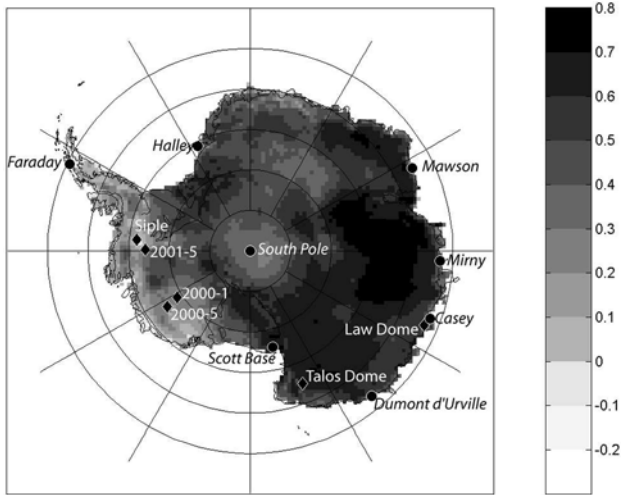 0.8
0.7
Halley
0.6
Faraday
Mawson
0.5
Siple
0.4
2001-5
South Pole
Mirny
0.3
2000-1
0.2
2000-5
Casey
Law Dome
0.1
Scott Base
0
Talos Dome
Dumont d'Urville
-0.1
-0.2